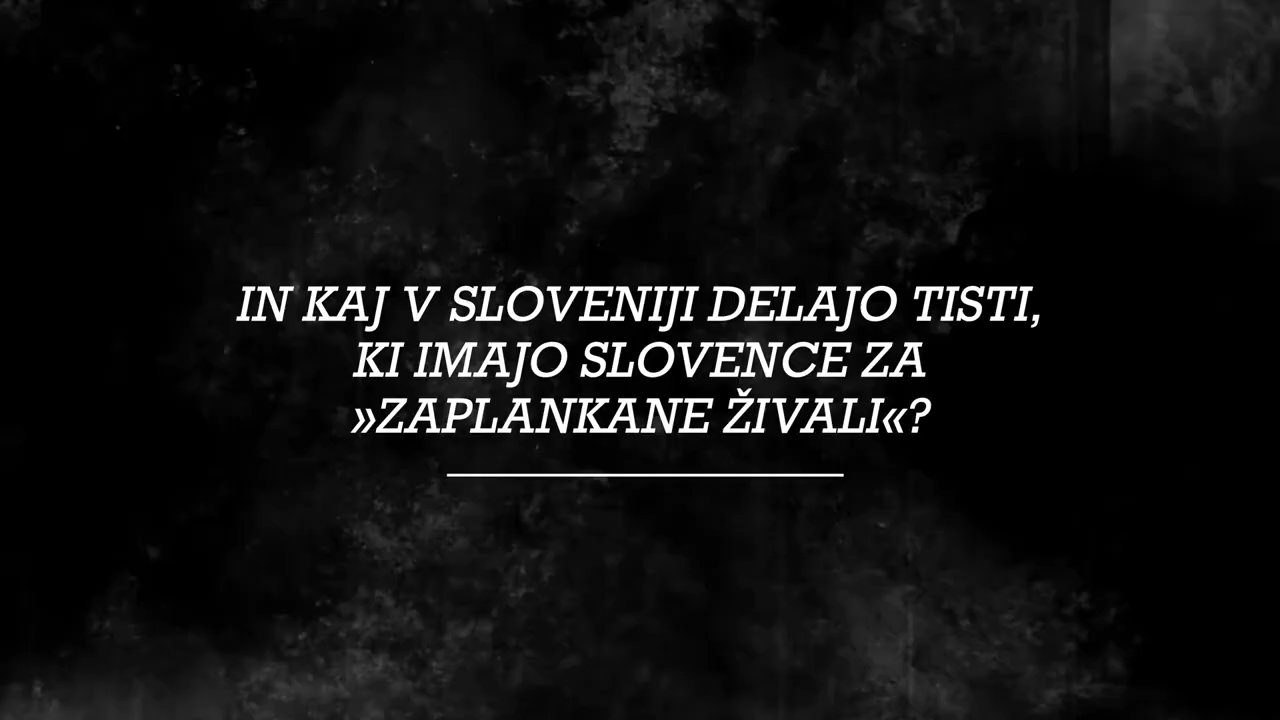 IN KAJ V SLOVENIJI DELAJO TISTI,
KI IMAJO SLOVENCE ZA
»ZAPLANKANE ŽIVALI«?